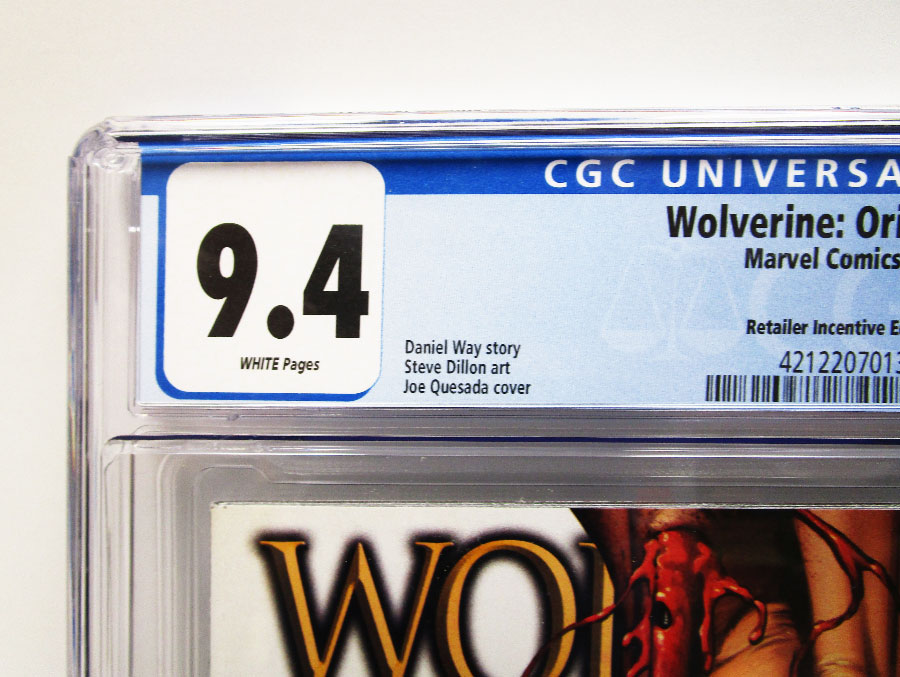 CGC UNIVERSA
9.4
WHITE Pages
Wolverine: Ori
Marvel Comics
Daniel Way story
Steve Dillon art
Joe Quesada cover
Retailer Incentive E
4212207013
WO